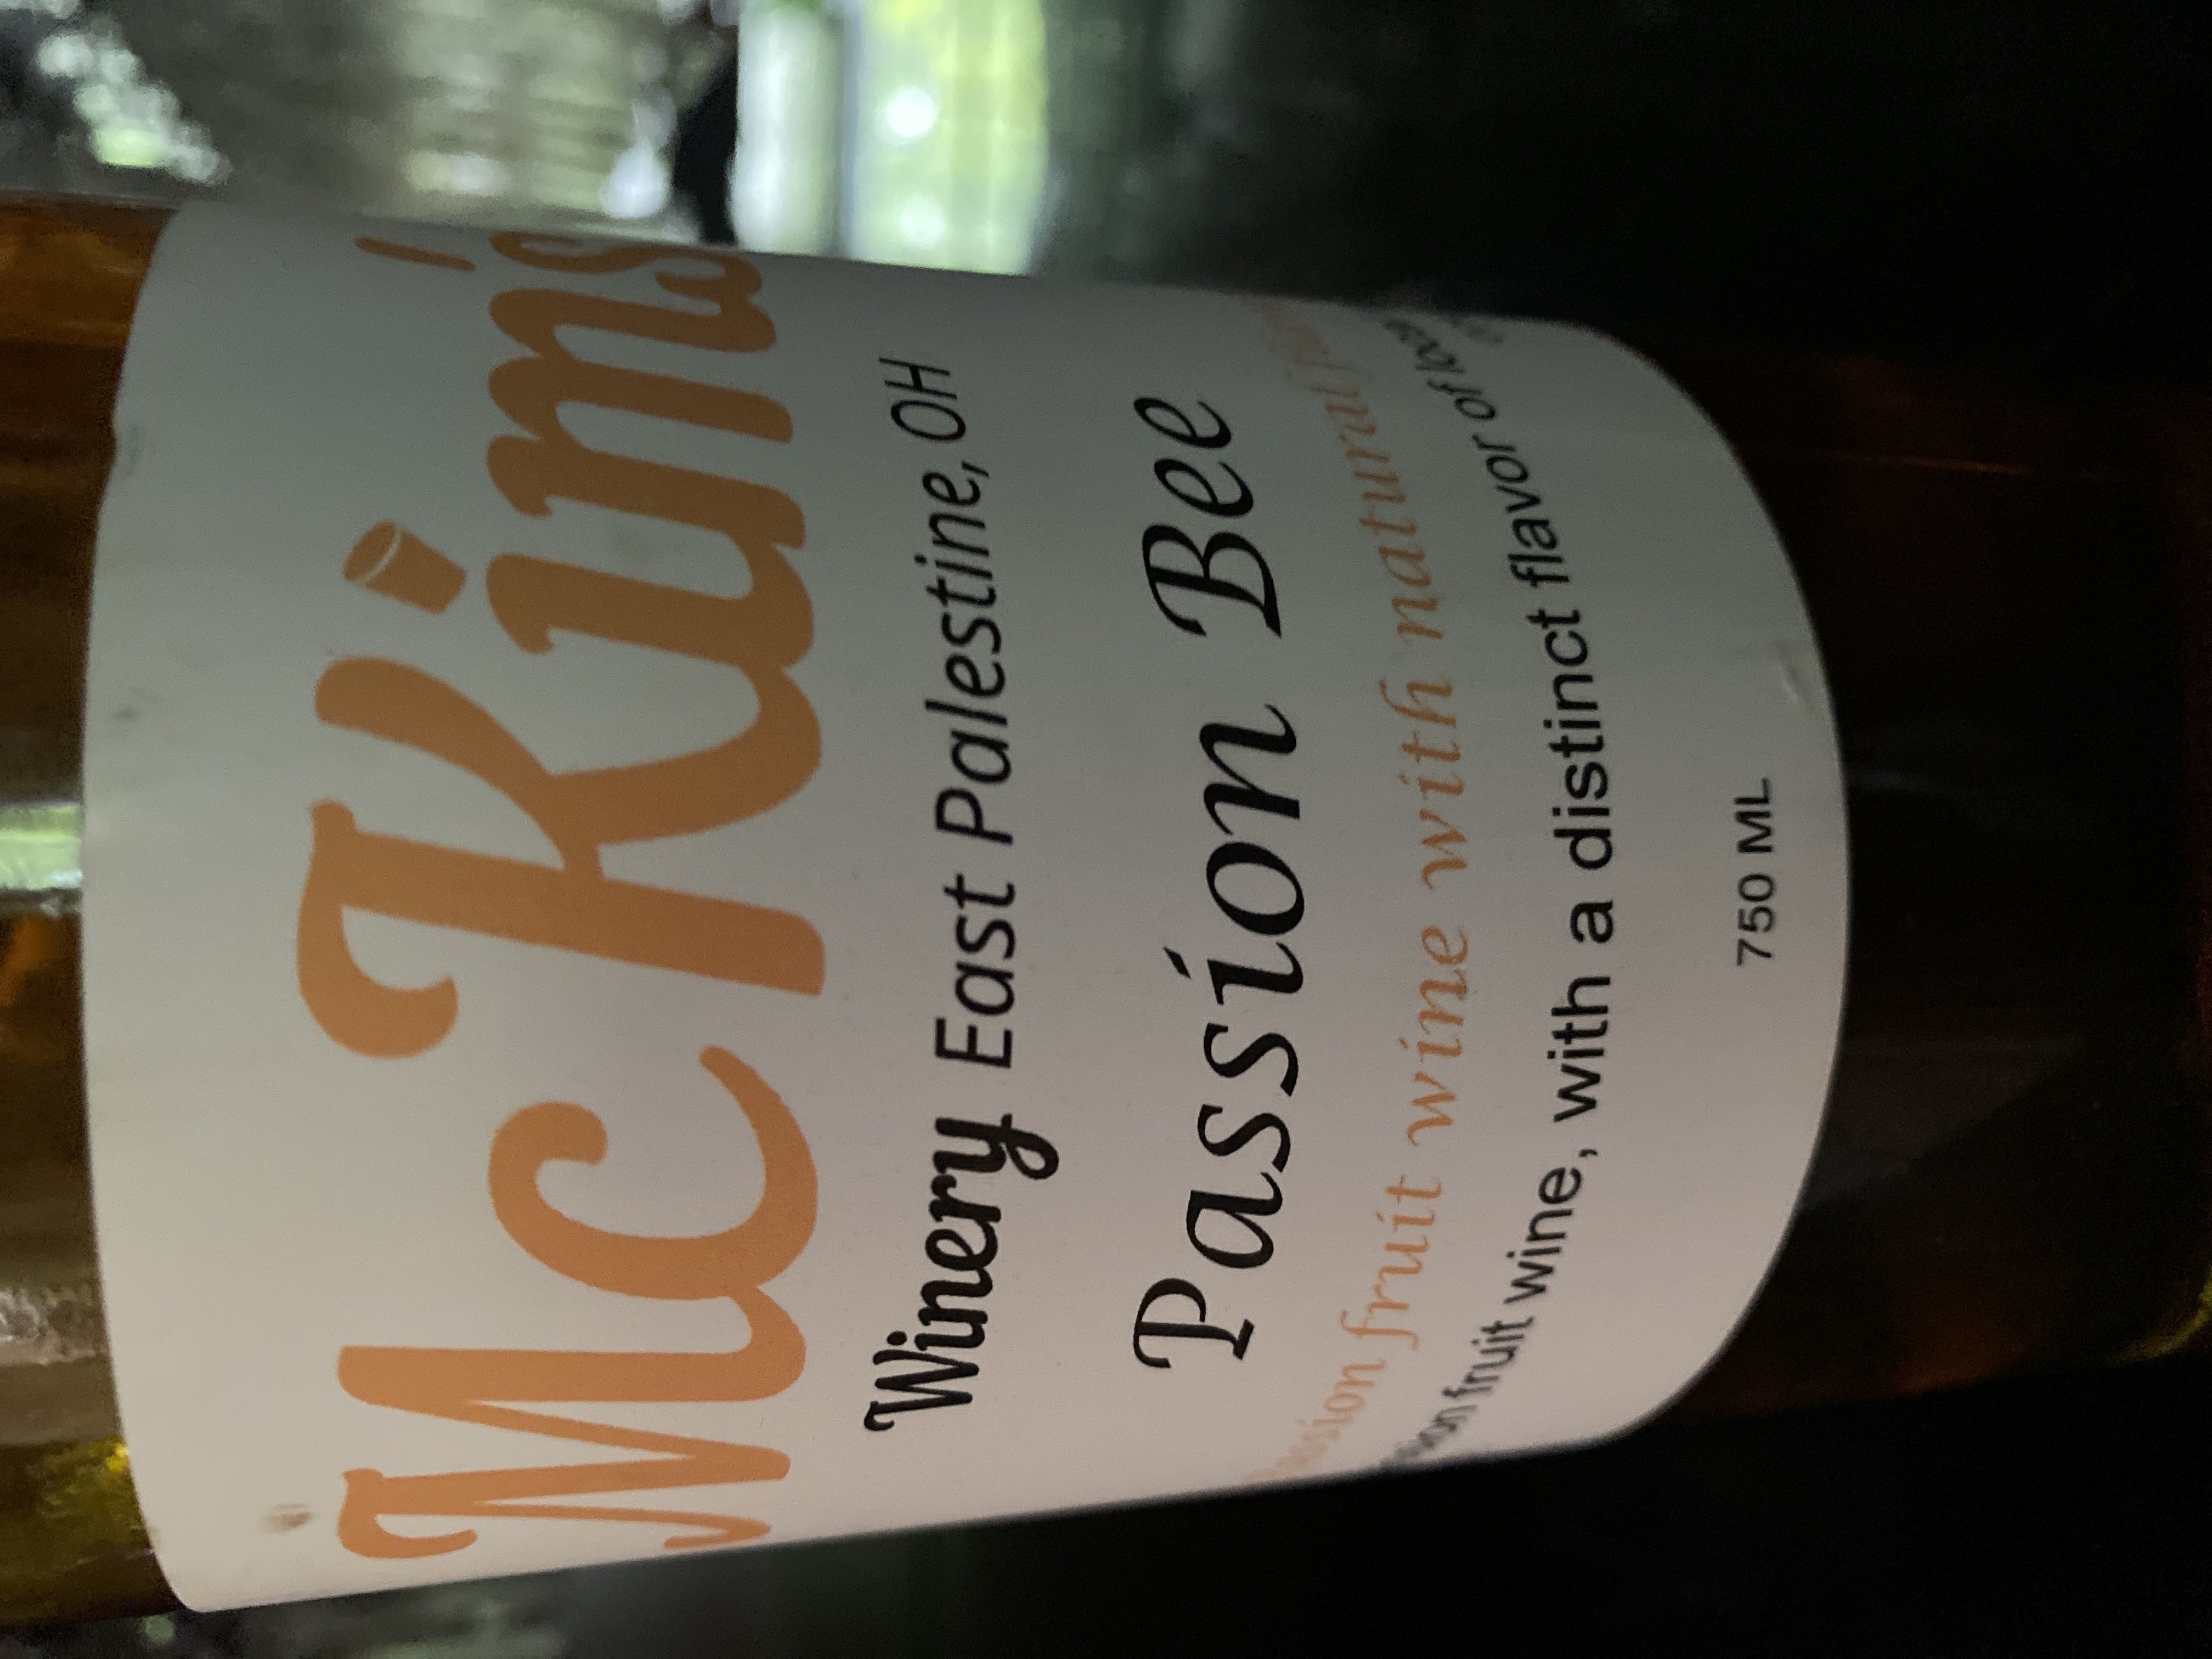 McKim's
Winery East Palestine, OH
Passion Bee
Passion fruit wine with natural
fruit wine, with a distinct flavor of
750 ML